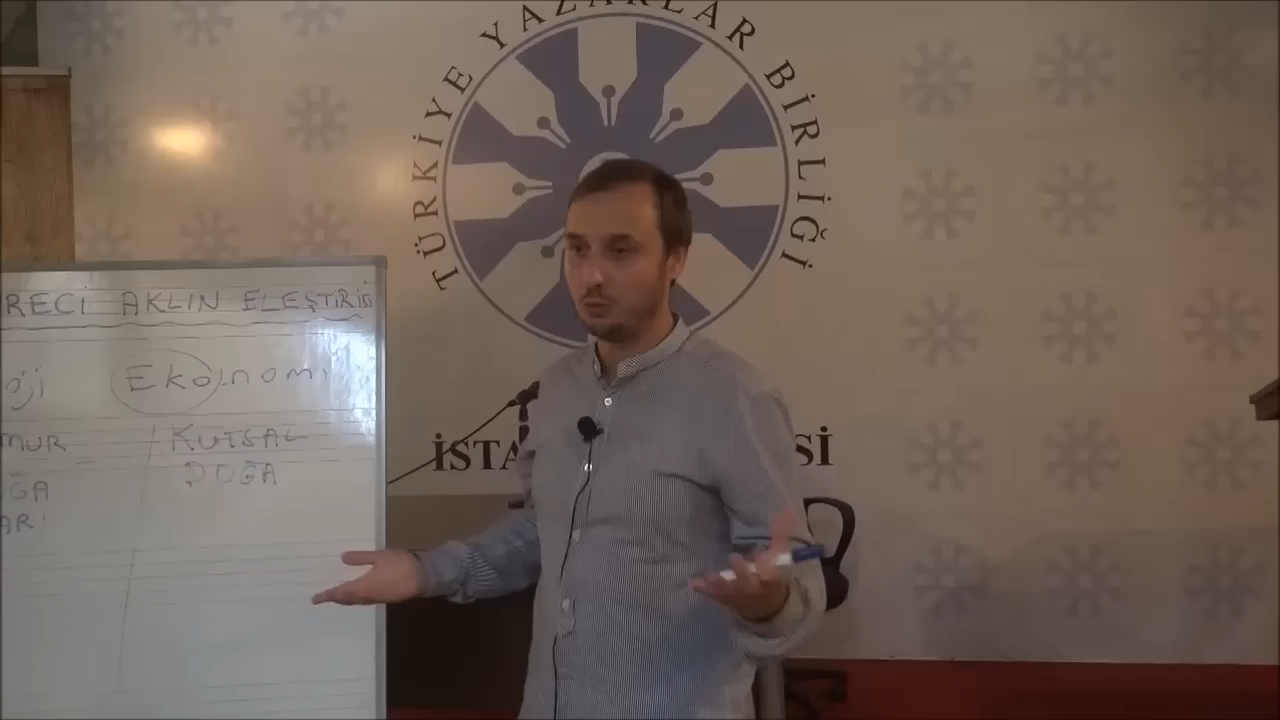 TÜRKİYE YAZARLAR BİRLİĞİ
İSTA Sİ
RECİ AKLIN ELEŞTİRİSİ
oji Ekonomi
MUR KUTSAL
ĞA DOĞA
ARI